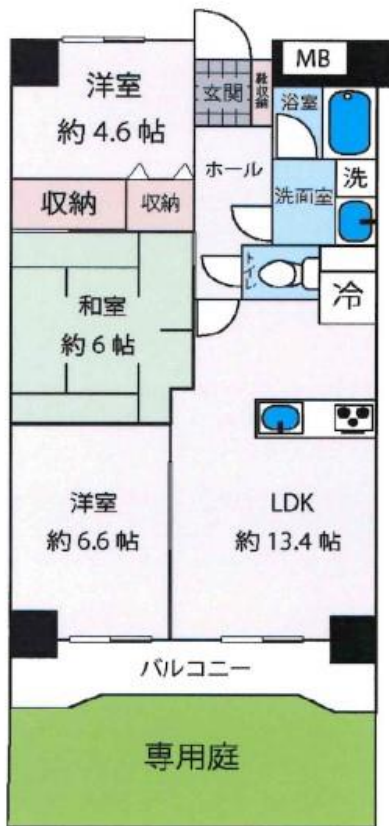 MB
洋室
約 4.6 帖
玄関
靴収納
浴室
ホール
洗面室
洗
収納
収納
トイレ
冷
和室
約 6 帖
洋室
約 6.6 帖
LDK
約 13.4 帖
バルコニー
専用庭